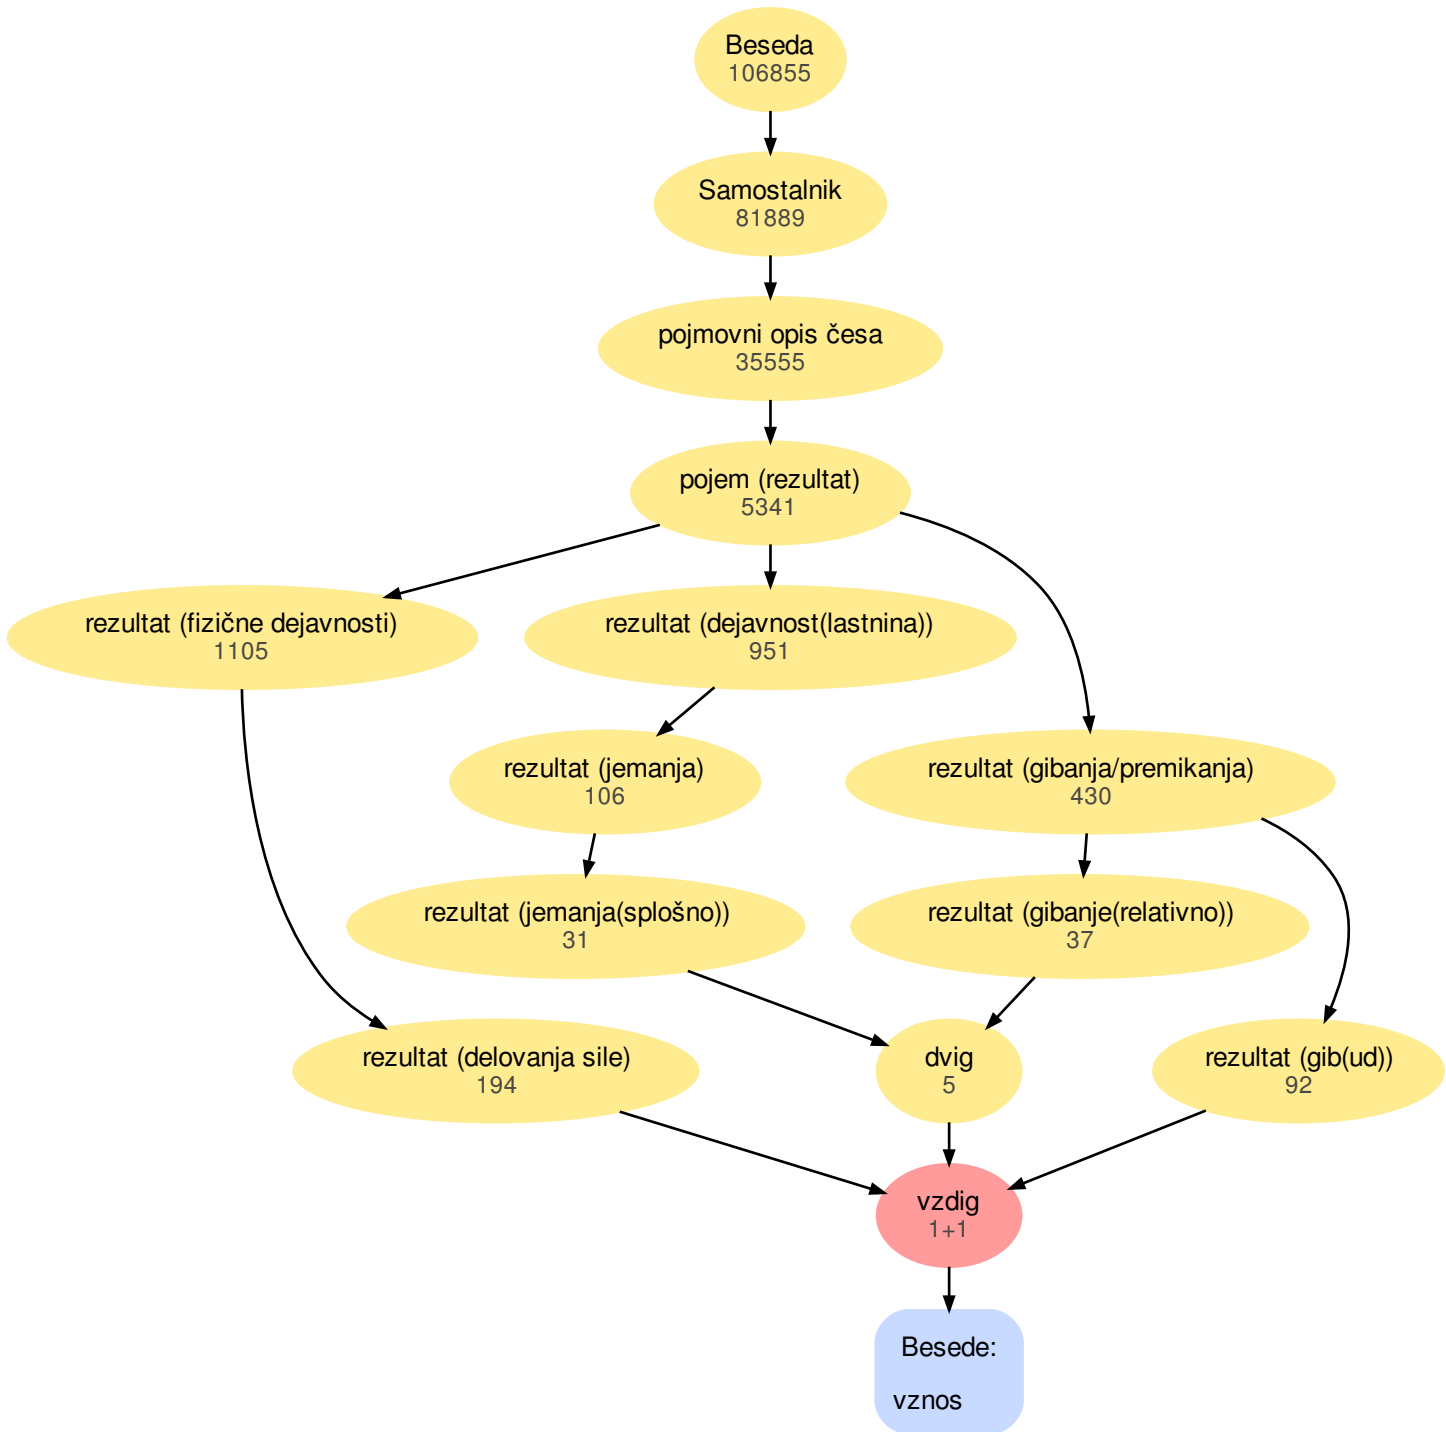 Beseda
106855
Samostalnik
81889
pojmovni opis česa
35555
pojem (rezultat)
5341
rezultat (fizične dejavnosti)
1105
rezultat (dejavnost(lastnina))
951
rezultat (jemanja)
106
rezultat (gibanja/premikanja)
430
rezultat (jemanja(splošno))
31
rezultat (gibanje(relativno))
37
rezultat (delovanja sile)
194
dvig
5
rezultat (gib(ud))
92
vzdig
1+1
Besede:
vznos